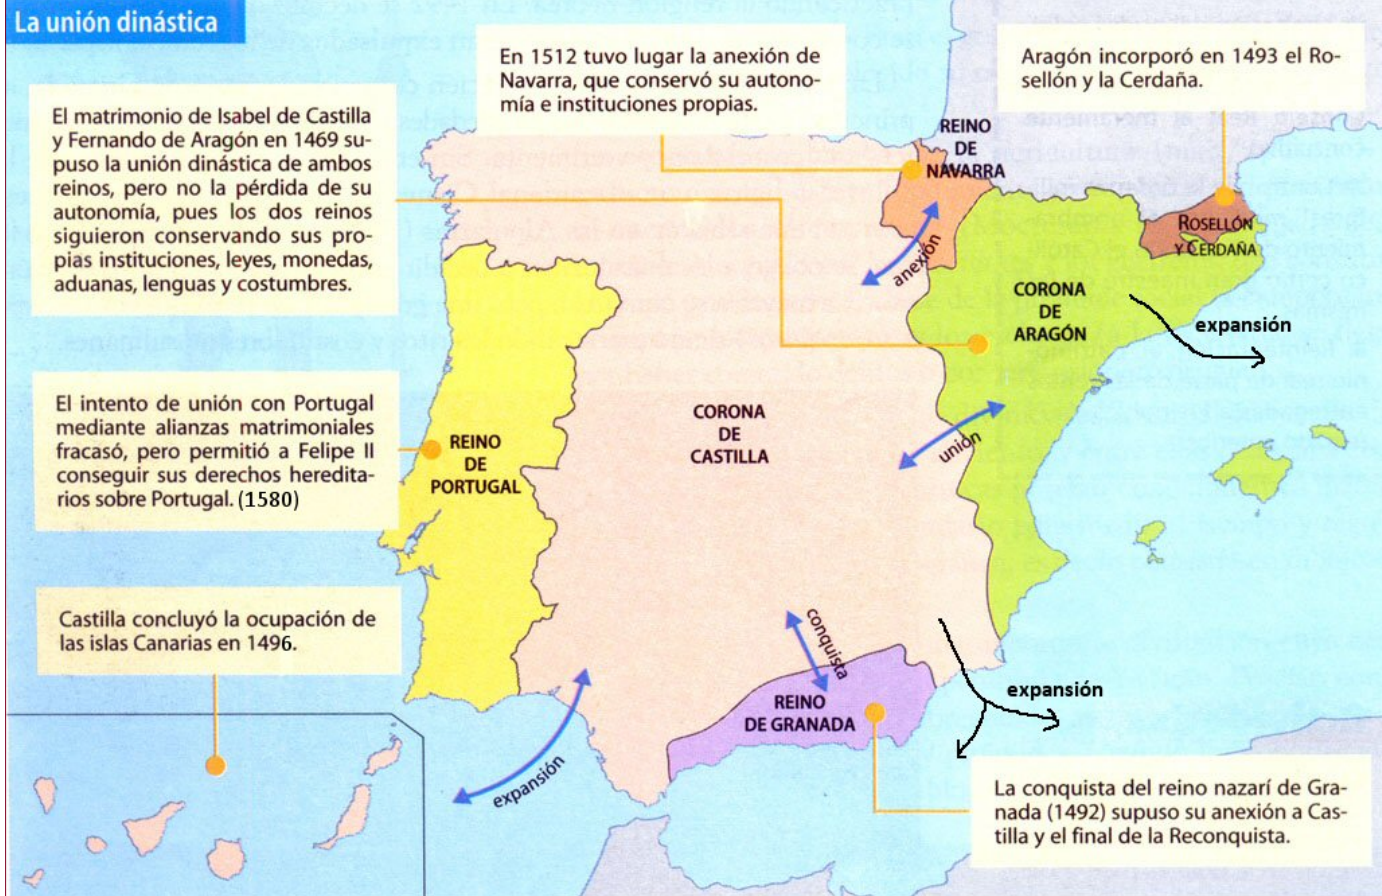 La unión dinástica
En 1512 tuvo lugar la anexión de
Navarra, que conservó su autono-
mía e instituciones propias.
Aragón incorporó en 1493 el Ro-
sellón y la Cerdaña.
El matrimonio de Isabel de Castilla
y Fernando de Aragón en 1469 su-
puso la unión dinástica de ambos
reinos, pero no la pérdida de su
autonomía, pues los dos reinos
siguieron conservando sus pro-
pias instituciones, leyes, monedas,
aduanas, lenguas y costumbres.
REINO
DE
NAVARRA
ROSELLÓN
Y CERDAÑA
anexión
CORONA
DE
ARAGÓN
expansión
El intento de unión con Portugal
mediante alianzas matrimoniales
fracasó, pero permitió a Felipe II
conseguir sus derechos heredita-
rios sobre Portugal. (1580)
REINO
DE
PORTUGAL
CORONA
DE
CASTILLA
unión
Castilla concluyó la ocupación de
las islas Canarias en 1496.
conquista
REINO
DE GRANADA
expansión
expansión
La conquista del reino nazarí de Gra-
nada (1492) supuso su anexión a Cas-
tilla y el final de la Reconquista.